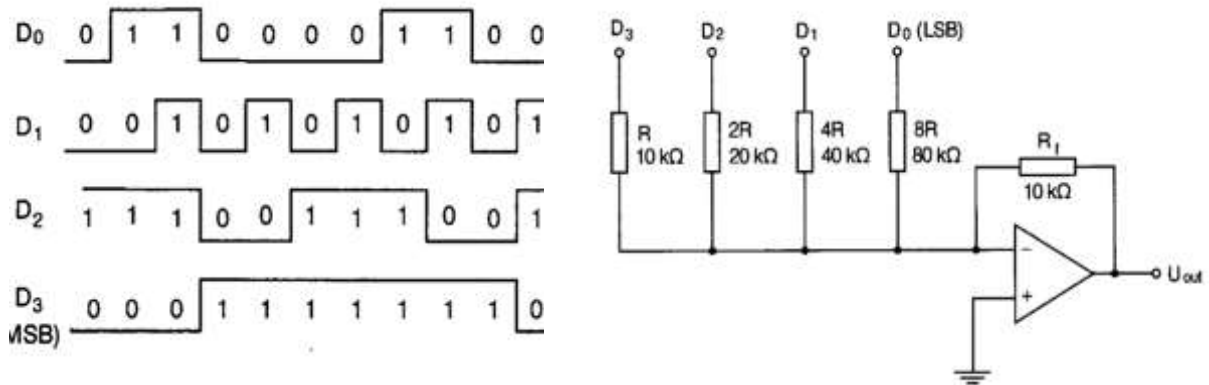 D0 0 1 1 0 0 0 0 1 1 0 0
D1 0 0 1 0 1 0 1 0 1 0 1
D2 1 1 1 0 0 1 1 1 0 0 1
D3 0 0 0 1 1 1 1 1 1 1 0
MSB)
D3 D2 D1 D0 (LSB)
R
10 kΩ
2R
20 kΩ
4R
40 kΩ
8R
80 kΩ
Rf
10 kΩ
−
+
Uout